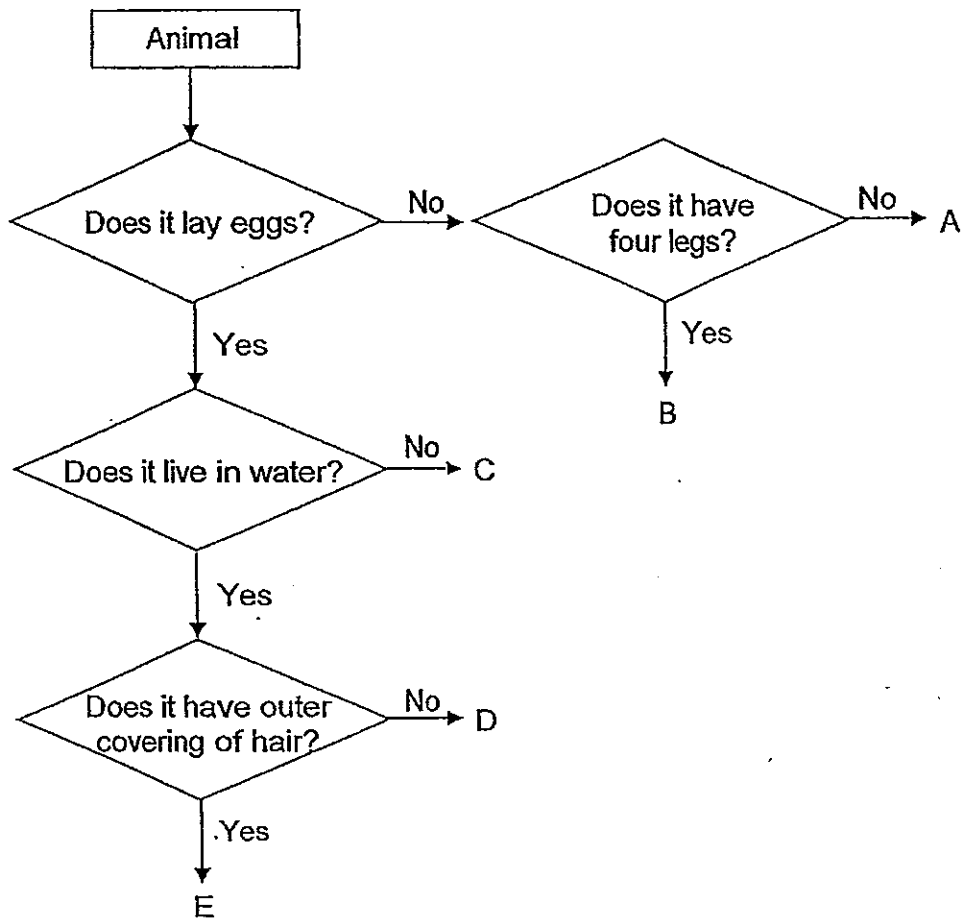 Animal
Does it lay eggs?
No
Does it have
four legs?
No
A
Yes
Yes
B
Does it live in water?
No
C
Yes
Does it have outer
covering of hair?
No
D
Yes
E